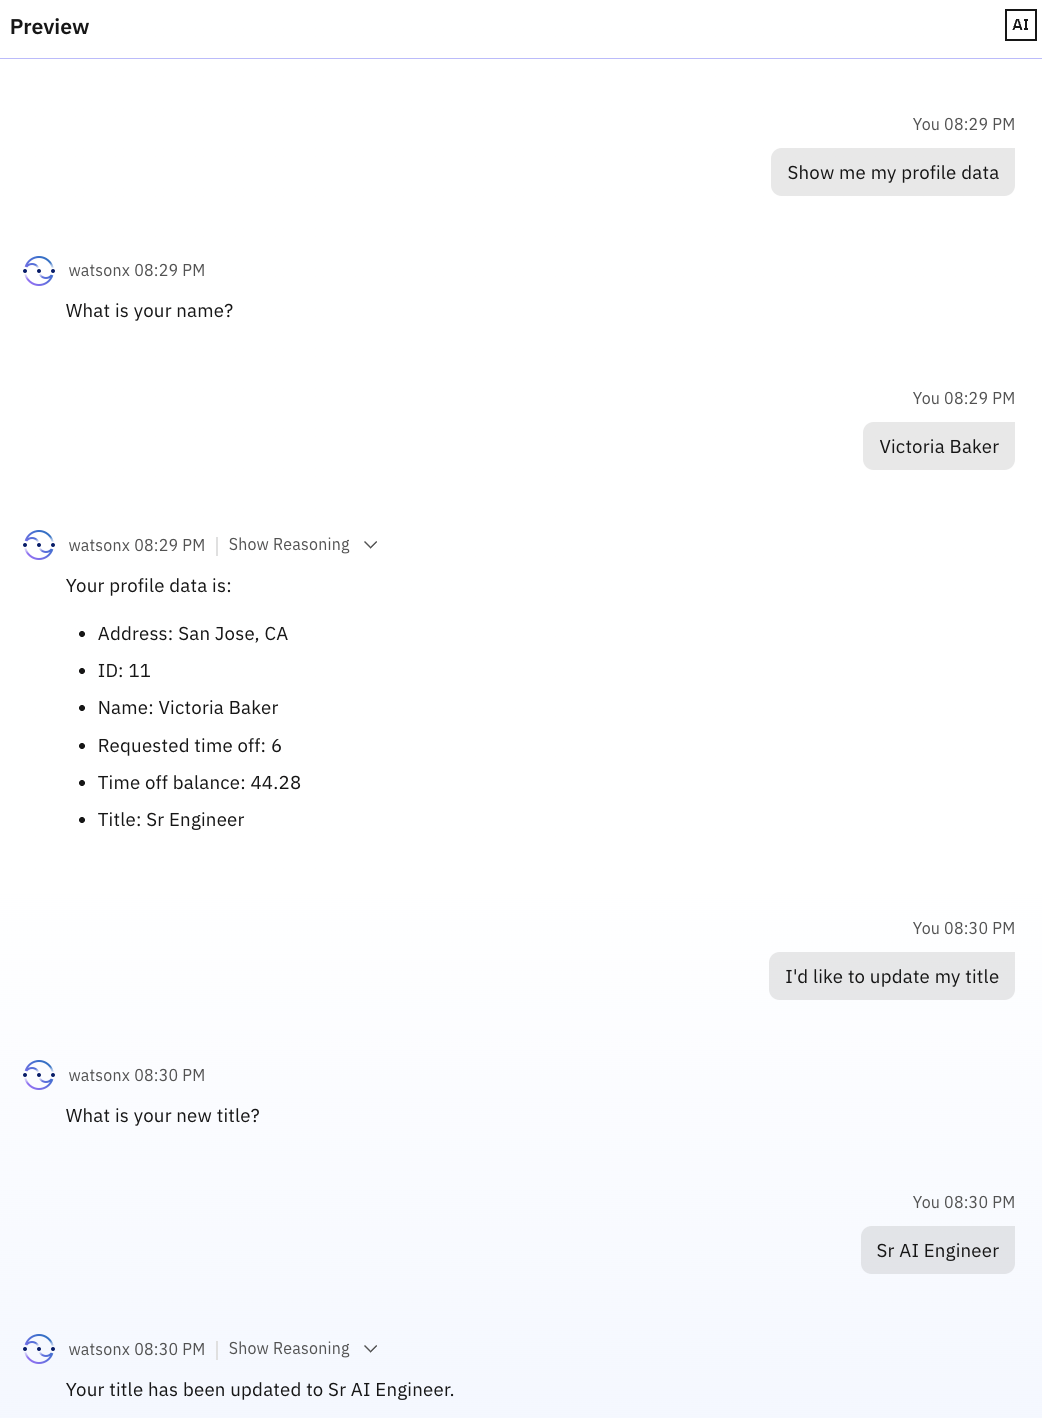 Preview
AI
You 08:29 PM
Show me my profile data
watsonx 08:29 PM
What is your name?
You 08:29 PM
Victoria Baker
watsonx 08:29 PM | Show Reasoning
Your profile data is:
• Address: San Jose, CA
• ID: 11
• Name: Victoria Baker
• Requested time off: 6
• Time off balance: 44.28
• Title: Sr Engineer
You 08:30 PM
I'd like to update my title
watsonx 08:30 PM
What is your new title?
You 08:30 PM
Sr AI Engineer
watsonx 08:30 PM | Show Reasoning
Your title has been updated to Sr AI Engineer.